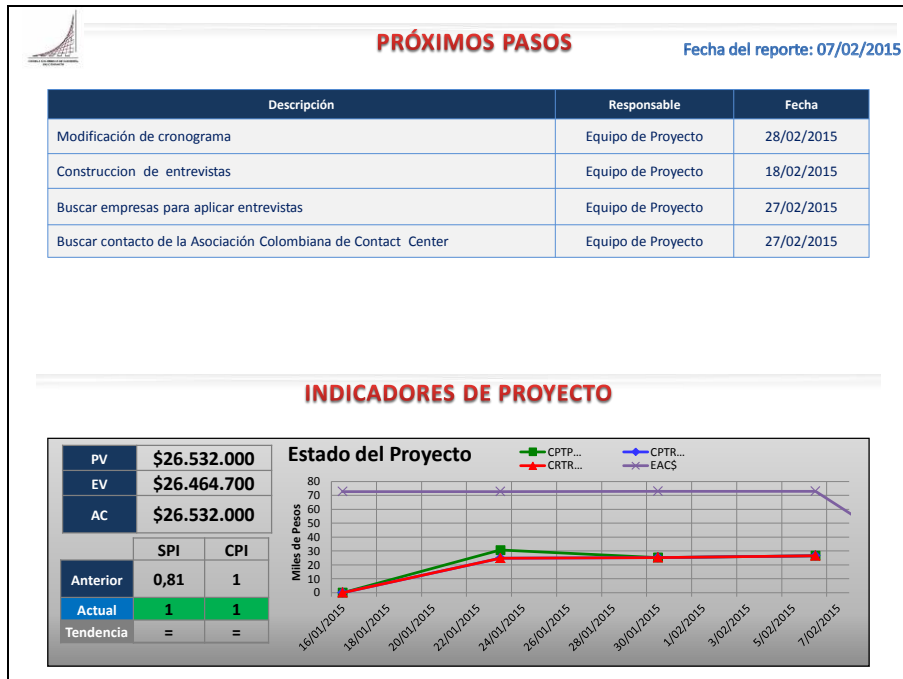 PRÓXIMOS PASOS
Fecha del reporte: 07/02/2015
Descripción Responsable Fecha
Modificación de cronograma Equipo de Proyecto 28/02/2015
Construccion de entrevistas Equipo de Proyecto 18/02/2015
Buscar empresas para aplicar entrevistas Equipo de Proyecto 27/02/2015
Buscar contacto de la Asociación Colombiana de Contact Center Equipo de Proyecto 27/02/2015
INDICADORES DE PROYECTO
PV $26.532.000
EV $26.464.700
AC $26.532.000
SPI CPI
Anterior 0,81 1
Actual 1 1
Tendencia = =
Estado del Proyecto
CPTP... CPTR...
CRTR... EAC$
Miles de Pesos
80
70
60
50
40
30
20
10
0
16/01/2015 18/01/2015 20/01/2015 22/01/2015 24/01/2015 26/01/2015 28/01/2015 30/01/2015 1/02/2015 3/02/2015 5/02/2015 7/02/2015